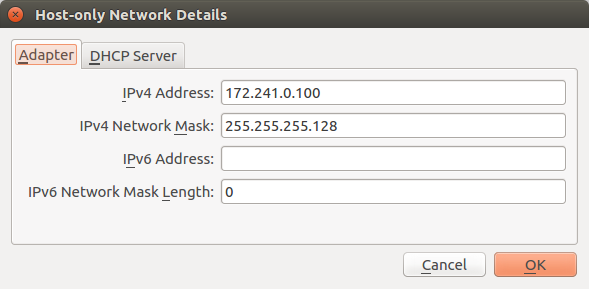 Host-only Network Details
Adapter DHCP Server
IPv4 Address: 172.241.0.100
IPv4 Network Mask: 255.255.255.128
IPv6 Address:
IPv6 Network Mask Length: 0
Cancel OK